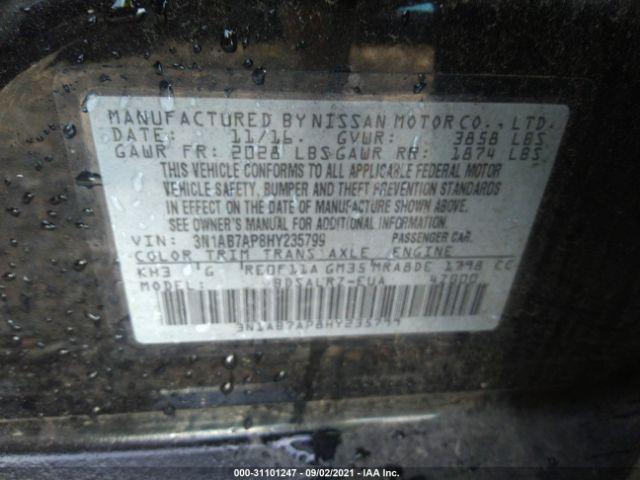 MANUFACTURED BY NISSAN MOTOR CO., LTD.
DATE: 11/16. GVWR: 3858 LBS
GAWR FR: 2028 LBS GAWR RR: 1874 LBS
THIS VEHICLE CONFORMS TO ALL APPLICABLE FEDERAL MOTOR
VEHICLE SAFETY, BUMPER AND THEFT PREVENTION STANDARDS
IN EFFECT ON THE DATE OF MANUFACTURE SHOWN ABOVE.
SEE OWNER'S MANUAL FOR ADDITIONAL INFORMATION.
VIN: 3N1AB7AP8HY235799 PASSENGER CAR.
COLOR TRIM TRANS AXLE ENGINE
KH3 G RE0F11A GM35 MRA8DE 1798 CC
MODEL: BDSALR7-EUA 47000
3N1AB7AP8HY235799
000-31101247 - 09/02/2021 - IAA Inc.